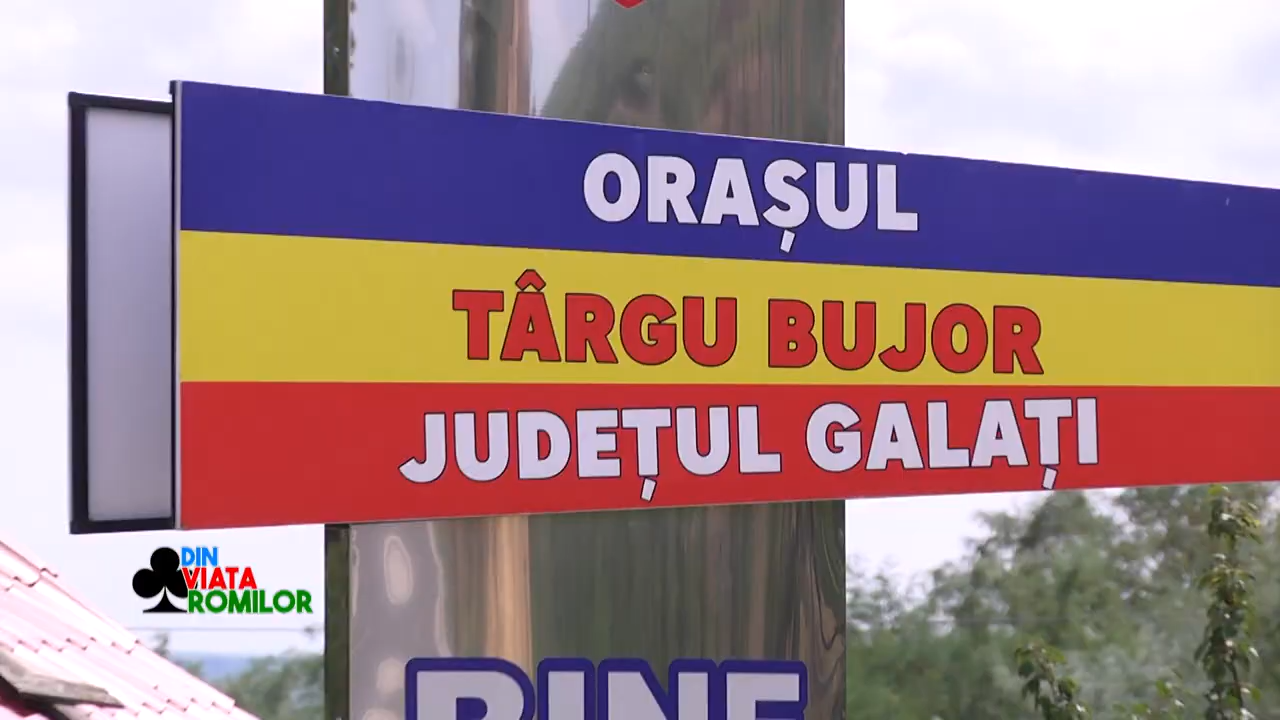 ORAȘUL
TÂRGU BUJOR
JUDEȚUL GALAȚI
DIN
VIATA
ROMILOR
BINE